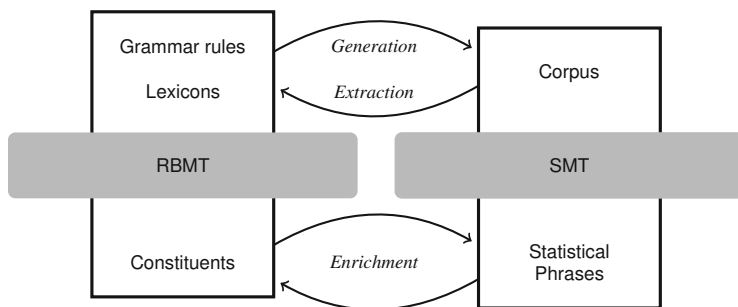 Grammar rules
Lexicons
Generation
Extraction
Corpus
RBMT
SMT
Constituents
Enrichment
Statistical
Phrases